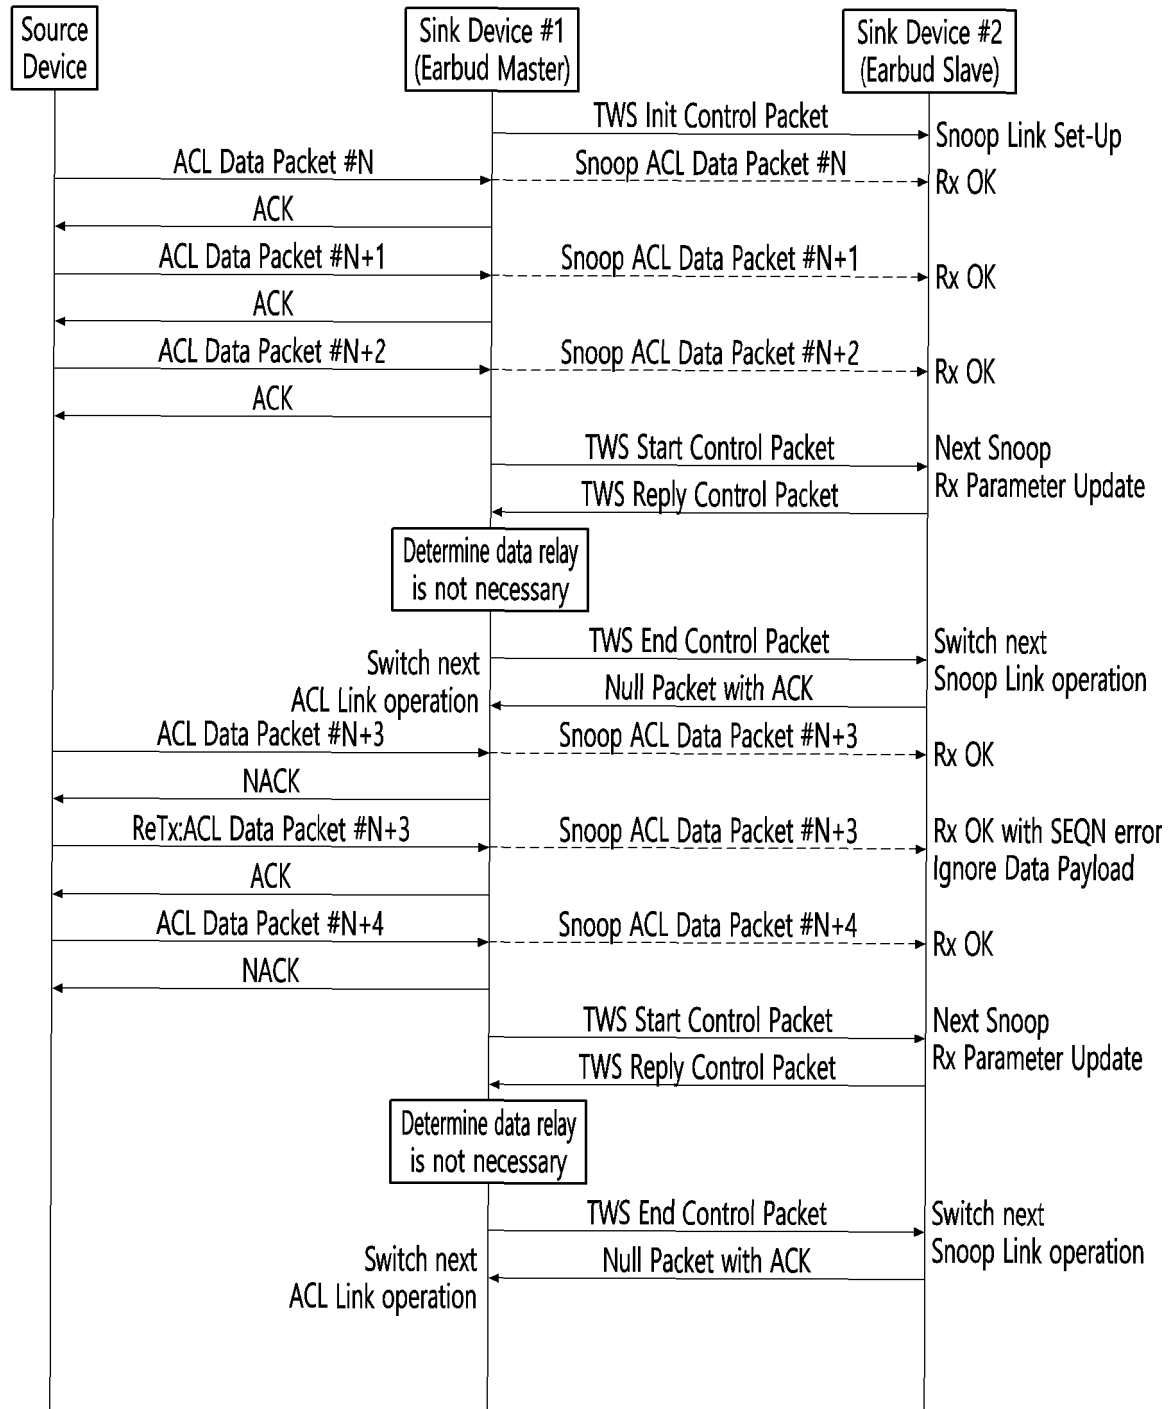 Source
Device
Sink Device #1
(Earbud Master)
Sink Device #2
(Earbud Slave)
TWS Init Control Packet
Snoop Link Set-Up
ACL Data Packet #N
Snoop ACL Data Packet #N
Rx OK
ACK
ACL Data Packet #N+1
Snoop ACL Data Packet #N+1
Rx OK
ACK
ACL Data Packet #N+2
Snoop ACL Data Packet #N+2
Rx OK
ACK
TWS Start Control Packet
Next Snoop
Rx Parameter Update
TWS Reply Control Packet
Determine data relay
is not necessary
TWS End Control Packet
Switch next
Snoop Link operation
Switch next
ACL Link operation
Null Packet with ACK
ACL Data Packet #N+3
Snoop ACL Data Packet #N+3
Rx OK
NACK
ReTx:ACL Data Packet #N+3
Snoop ACL Data Packet #N+3
Rx OK with SEQN error
Ignore Data Payload
ACK
ACL Data Packet #N+4
Snoop ACL Data Packet #N+4
Rx OK
NACK
TWS Start Control Packet
Next Snoop
Rx Parameter Update
TWS Reply Control Packet
Determine data relay
is not necessary
TWS End Control Packet
Switch next
Snoop Link operation
Switch next
ACL Link operation
Null Packet with ACK